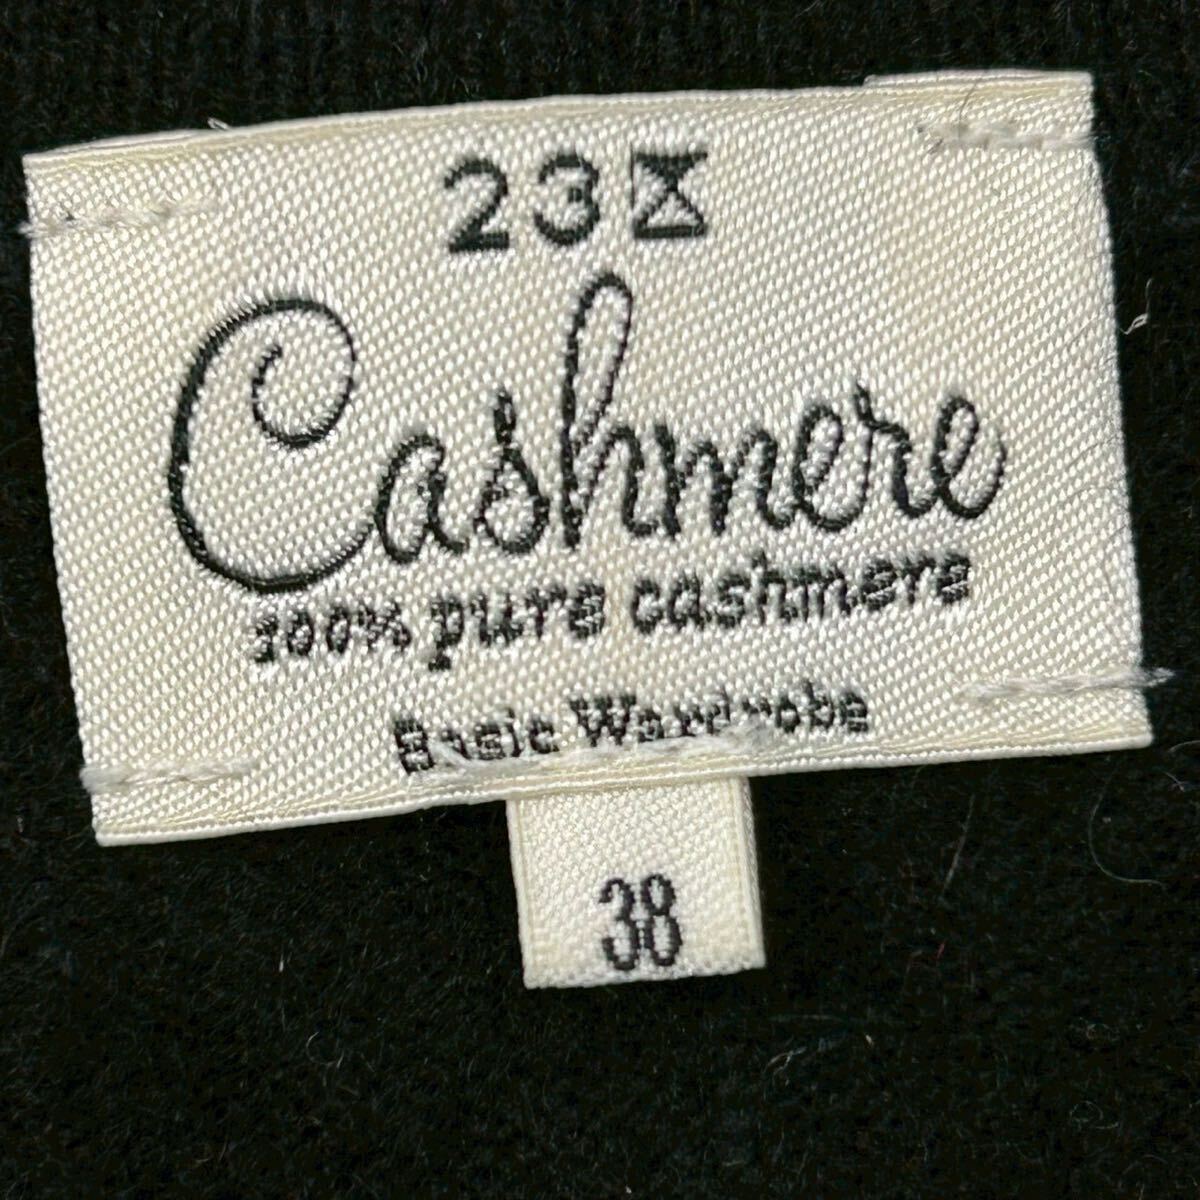 23区
Cashmere
100% pure cashmere
Basic Wardrobe
38